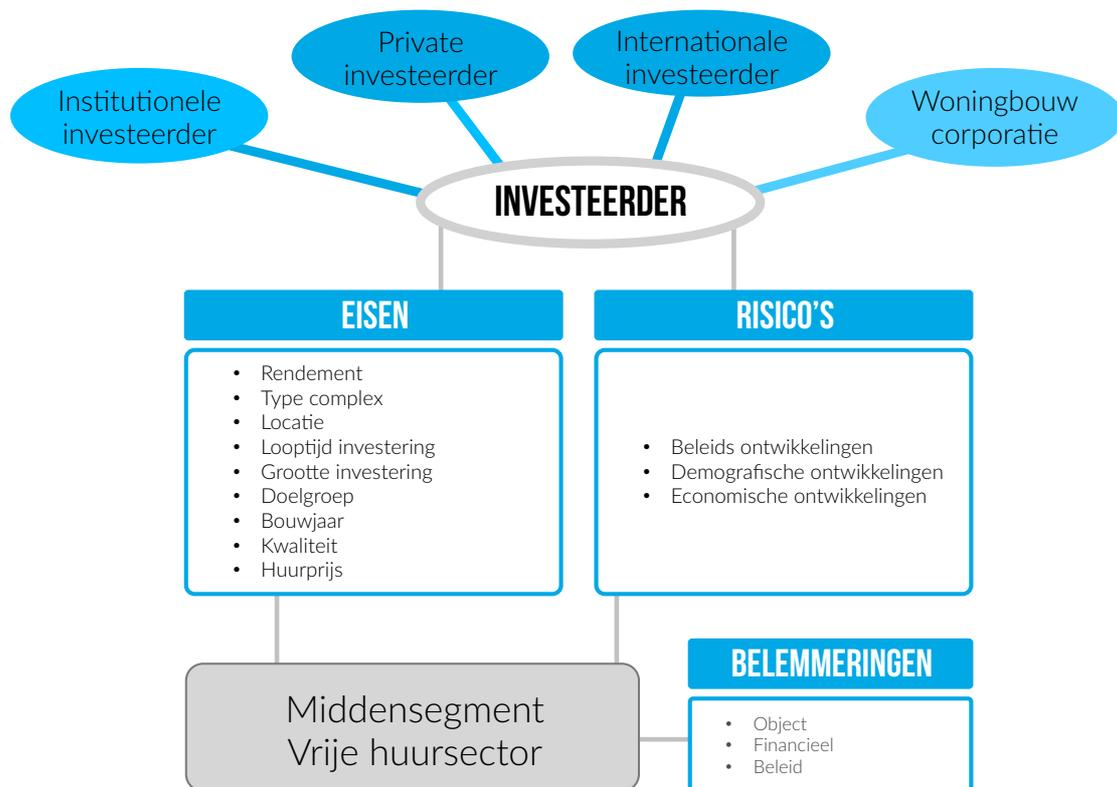 Private
investeerder
Internationale
investeerder
Institutionele
investeerder
Woningbouw
corporatie
INVESTEERDER
EISEN
RISICO'S
• Rendement
• Type complex
• Locatie
• Looptijd investering
• Grootte investering
• Doelgroep
• Bouwjaar
• Kwaliteit
• Huurprijs
• Beleids ontwikkelingen
• Demografische ontwikkelingen
• Economische ontwikkelingen
BELEMMERINGEN
Middensegment
Vrije huursector
• Object
• Financieel
• Beleid